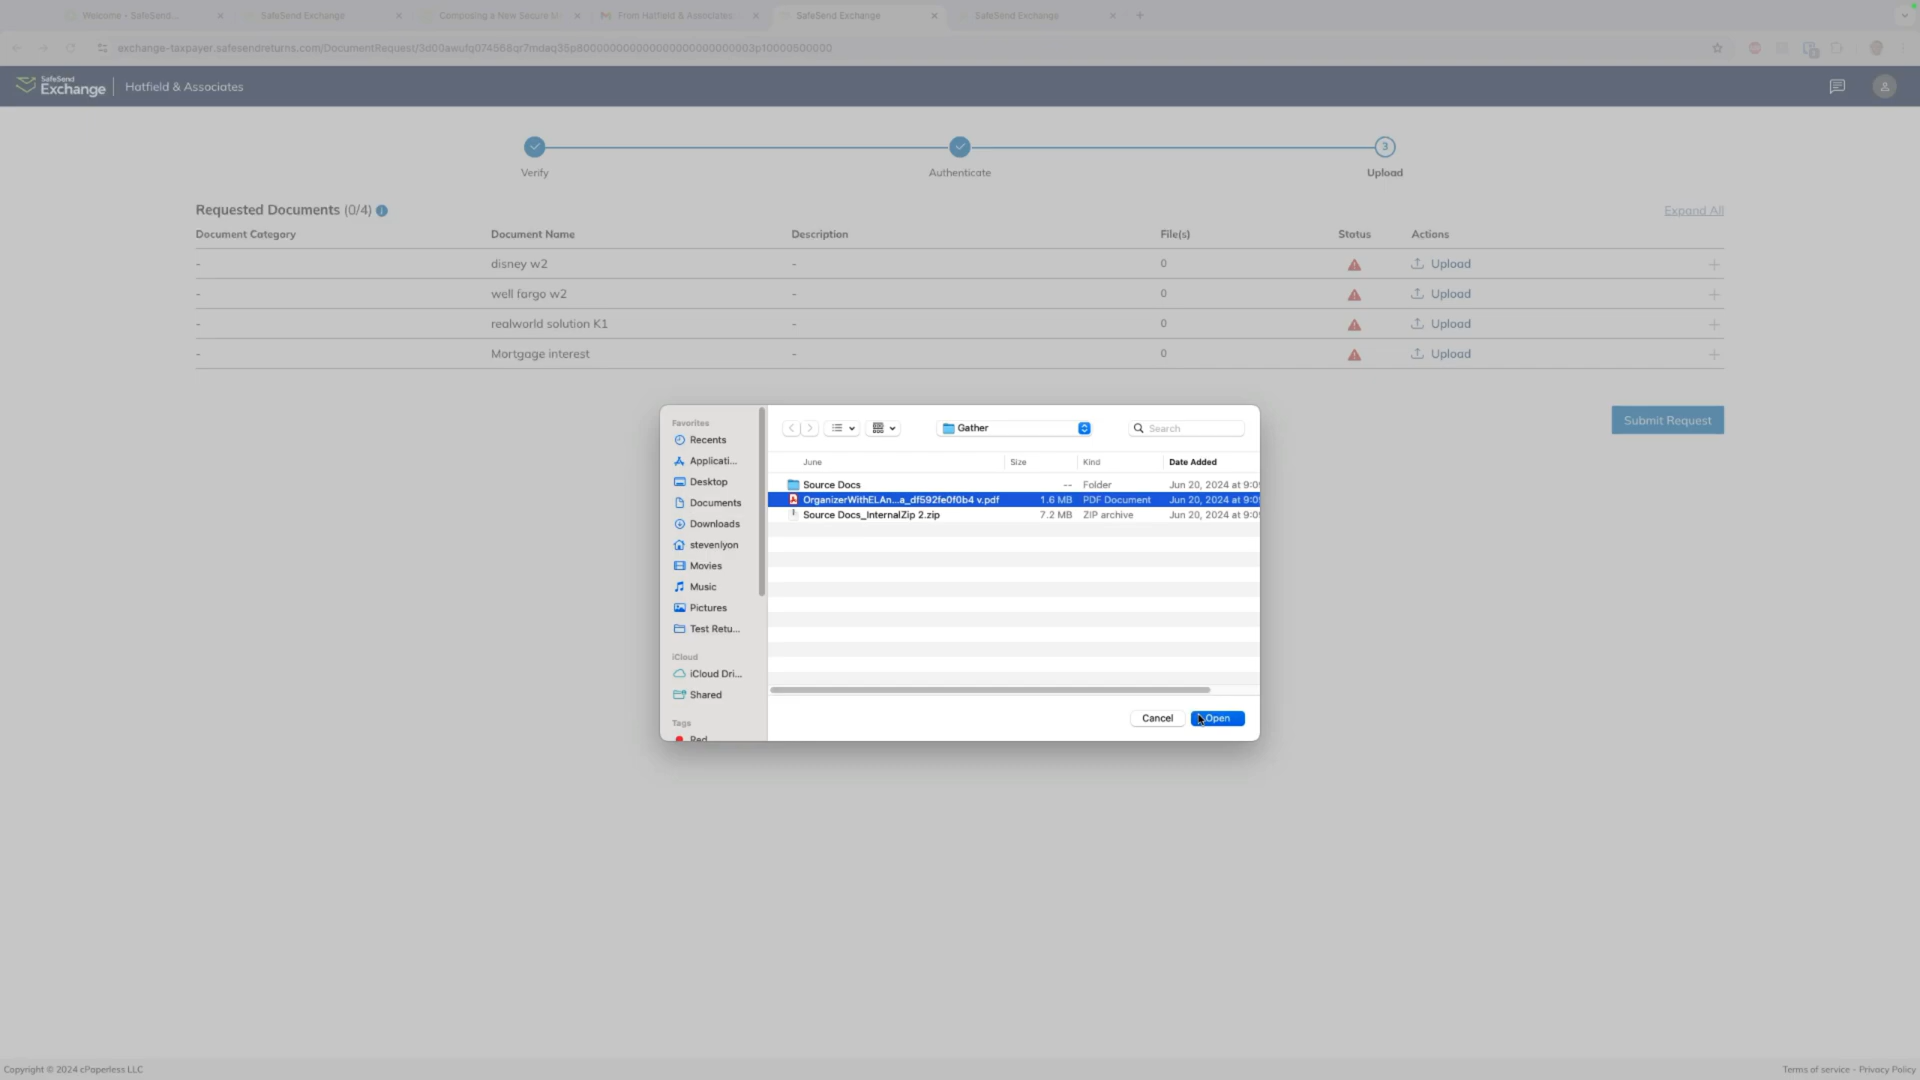 Welcome - SafeSend...
SafeSend Exchange
Composing a New Secure M
From Hatfield & Associates
SafeSend Exchange
SafeSend Exchange
SafeSend
Exchange
Hatfield & Associates
Verify
Authenticate
3
Upload
Requested Documents (0/4)
Expand All
Document Category Document Name Description File(s) Status Actions
- disney w2 - 0 Upload
- well fargo w2 - 0 Upload
- realworld solution K1 - 0 Upload
- Mortgage interest - 0 Upload
Submit Request
Favorites
Recents
Applicati...
Desktop
Documents
Downloads
stevenlyon
Movies
Music
Pictures
Test Retu...
iCloud
iCloud Dri...
Shared
Tags
Red
Gather
Search
June Size Kind Date Added
Source Docs -- Folder Jun 20, 2024 at 9:0
OrganizerWithELAn...a_df592fe0f0b4 v.pdf 1.6 MB PDF Document Jun 20, 2024 at 9:0
Source Docs_InternalZip 2.zip 7.2 MB ZIP archive Jun 20, 2024 at 9:0
Cancel
Open
Copyright © 2024 cPaperless LLC
Terms of service - Privacy Policy